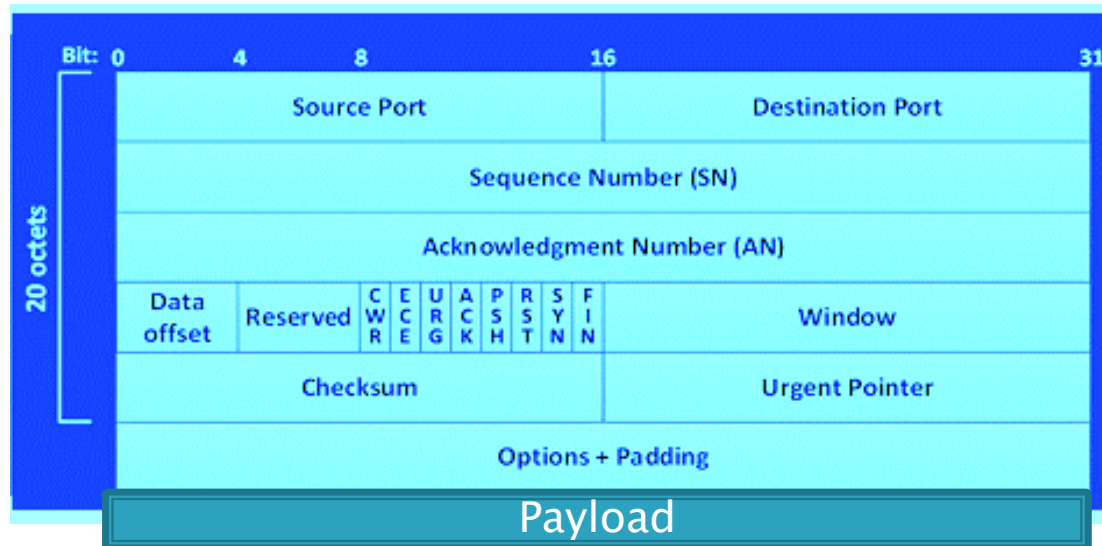 Bit: 0 4 8 16 31
Source Port Destination Port
Sequence Number (SN)
Acknowledgment Number (AN)
20 octets
Data offset Reserved CWR ECE URG ACK PSH RST SYN FIN Window
Checksum Urgent Pointer
Options + Padding
Payload